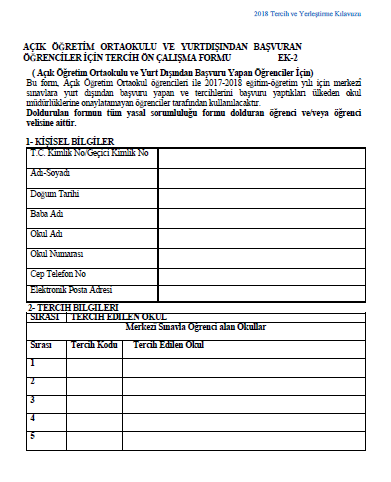 2018 Tercih ve Yerleştirme Kılavuzu
AÇIK ÖĞRETİM ORTAOKULU VE YURTDIŞINDAN BAŞVURAN
ÖĞRENCİLER İÇİN TERCİH ÖN ÇALIŞMA FORMU EK-2
( Açık Öğretim Ortaokulu ve Yurt Dışından Başvuru Yapan Öğrenciler İçin)
Bu form, Açık Öğretim Ortaokul öğrencileri ile 2017-2018 eğitim-öğretim yılı için merkezî
sınavlara yurt dışından başvuru yapan ve tercihlerini başvuru yaptıkları ülkeden okul
müdürlüklerine onaylatamayan öğrenciler tarafından kullanılacaktır.
Doldurulan formun tüm yasal sorumluluğu formu dolduran öğrenci ve/veya öğrenci
velisine aittir.
1- KİŞİSEL BİLGİLER
T.C. Kimlik No/Geçici Kimlik No
Adı-Soyadı
Doğum Tarihi
Baba Adı
Okul Adı
Okul Numarası
Cep Telefon No
Elektronik Posta Adresi
2- TERCİH BİLGİLERİ
SIRASI TERCİH EDİLEN OKUL
Merkezî Sınavla Öğrenci alan Okullar
Sırası Tercih Kodu Tercih Edilen Okul
1
2
3
4
5